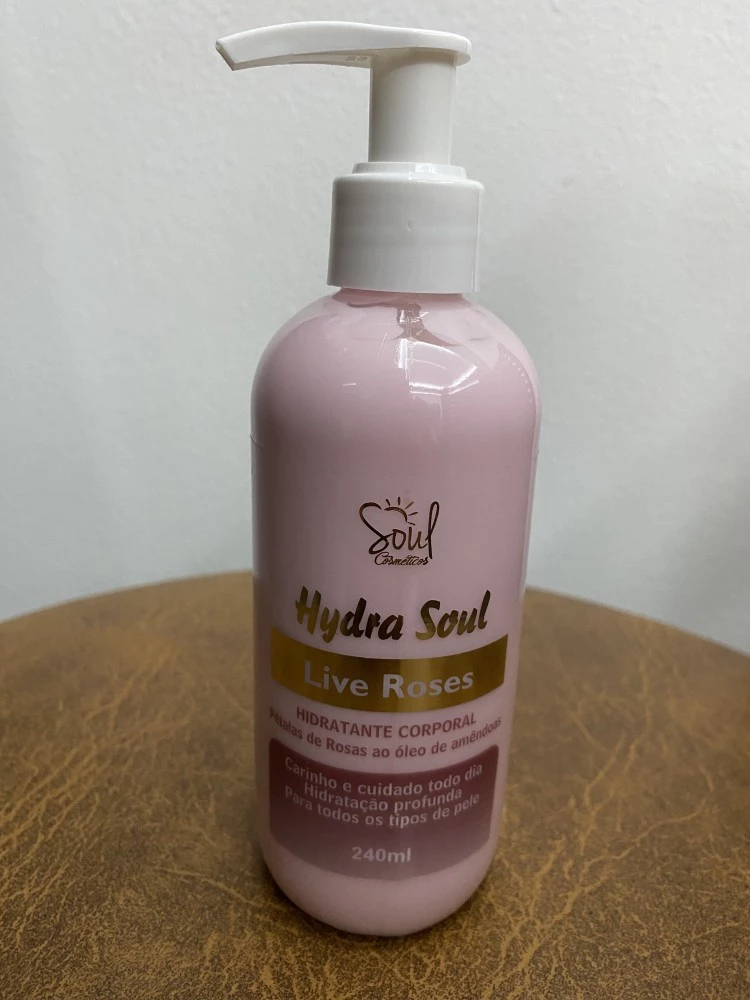 Soul
Cosméticos
Hydra Soul
Live Roses
HIDRATANTE CORPORAL
Pétalas de Rosas ao óleo de amêndoas
Carinho e cuidado todo dia
Hidratação profunda
Para todos os tipos de pele
240ml